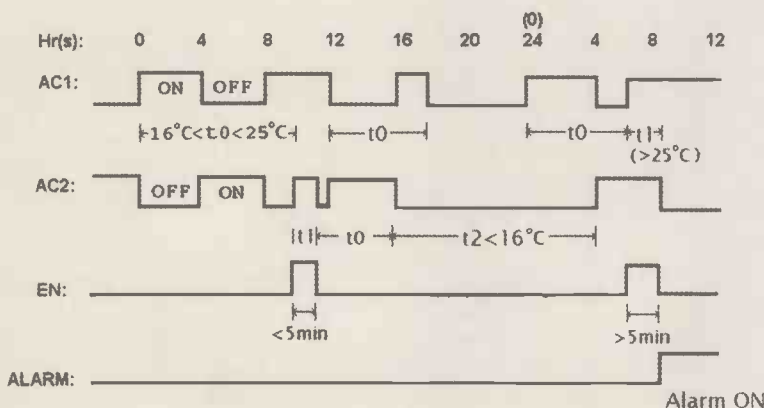 (0)
Hr(s): 0 4 8 12 16 20 24 4 8 12
AC1: ON OFF
16°C<t0<25°C t0 t0 t1
(>25°C)
AC2: OFF ON
t1 t0 t2<16°C
EN:
<5min >5min
ALARM:
Alarm ON